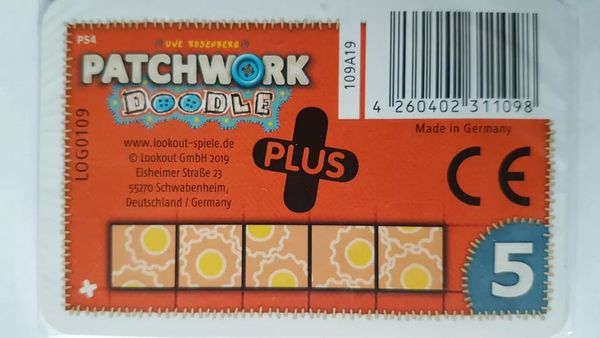 P54
UWE ROSENBERG
PATCHWORK
DOODLE
LOG0109
www.lookout-spiele.de
© Lookout GmbH 2019
Elsheimer Straße 23
55270 Schwabenheim,
Deutschland / Germany
PLUS
109A19
4 260402 311098
Made in Germany
CE
5